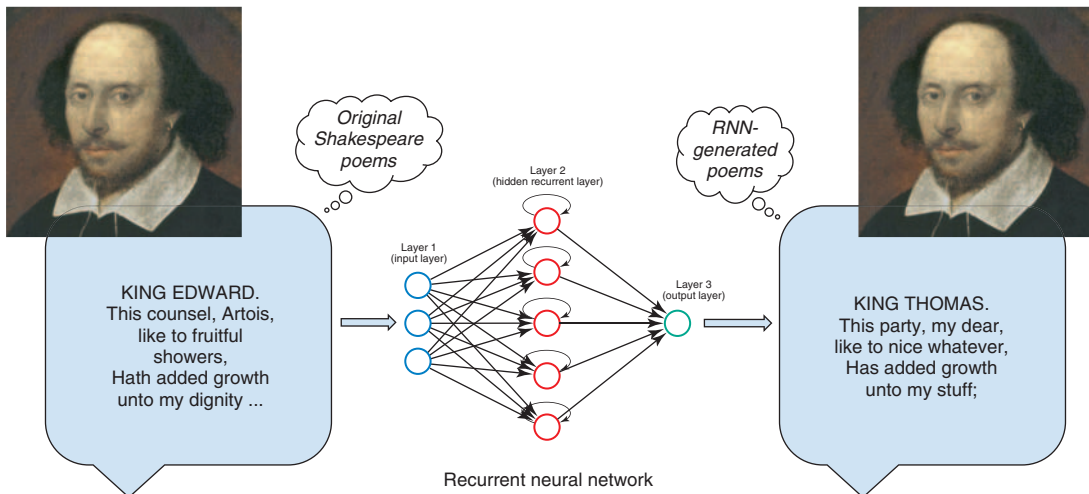 Original
Shakespeare
poems
RNN-
generated
poems
Layer 2
(hidden recurrent layer)
Layer 1
(input layer)
Layer 3
(output layer)
KING EDWARD.
This counsel, Artois,
like to fruitful
showers,
Hath added growth
unto my dignity ...
KING THOMAS.
This party, my dear,
like to nice whatever,
Has added growth
unto my stuff;
Recurrent neural network